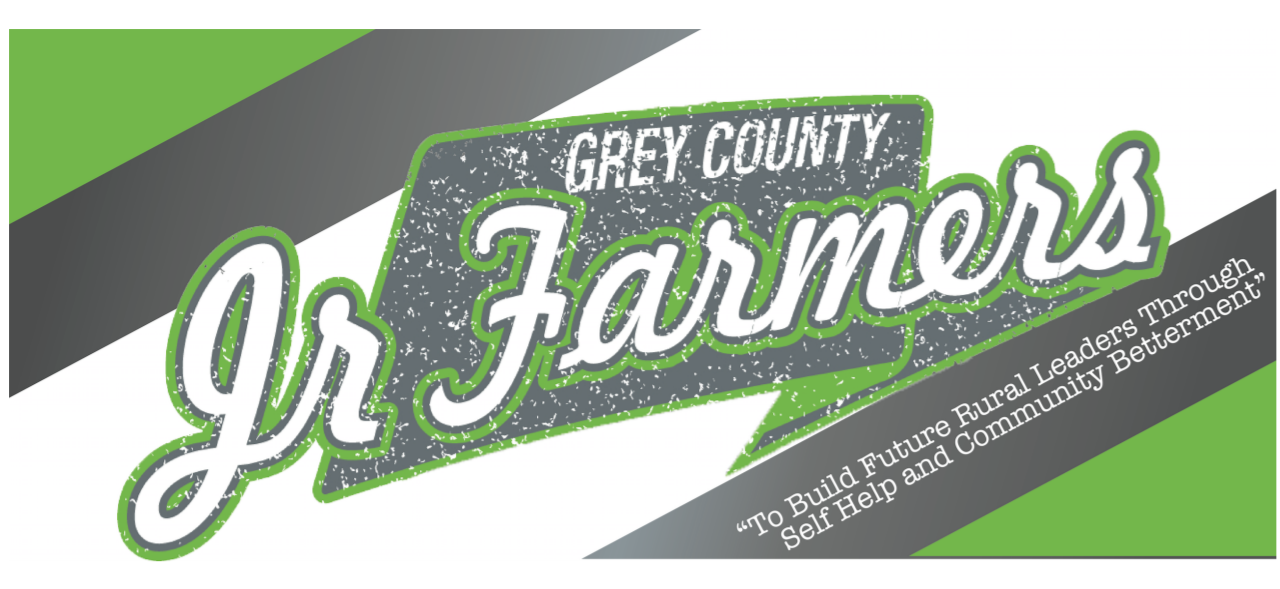 GREY COUNTY
Jr Farmers
“To Build Future Rural Leaders Through
Self Help and Community Betterment”